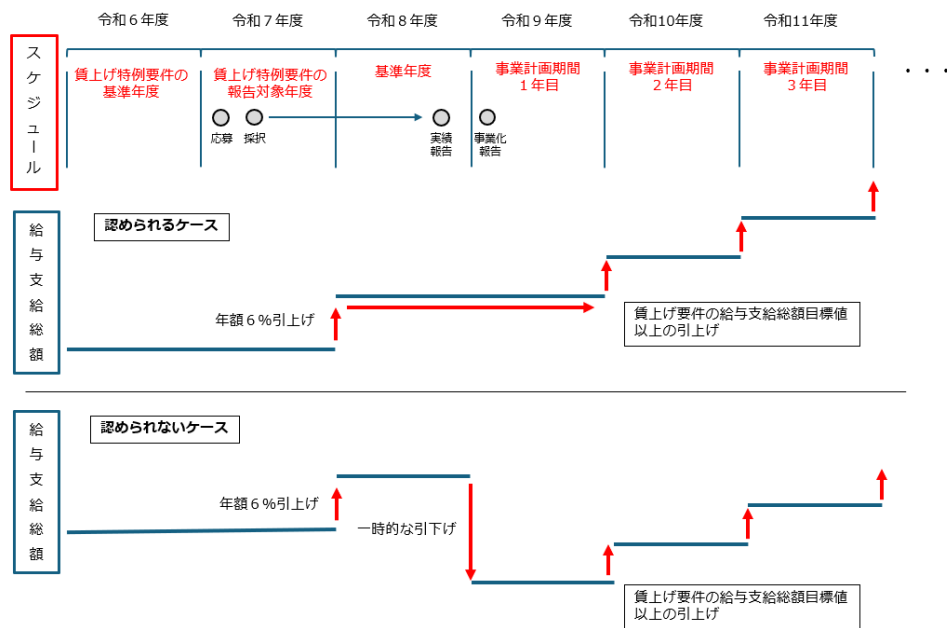 令和６年度
令和７年度
令和８年度
令和９年度
令和10年度
令和11年度
スケジュール
賃上げ特例要件の
基準年度
賃上げ特例要件の
報告対象年度
基準年度
事業計画期間
１年目
事業計画期間
２年目
事業計画期間
３年目
・・・
応募
採択
実績
報告
事業化
報告
給与支給総額
認められるケース
年額６％引上げ
賃上げ要件の給与支給総額目標値
以上の引上げ
給与支給総額
認められないケース
年額６％引上げ
一時的な引下げ
賃上げ要件の給与支給総額目標値
以上の引上げ